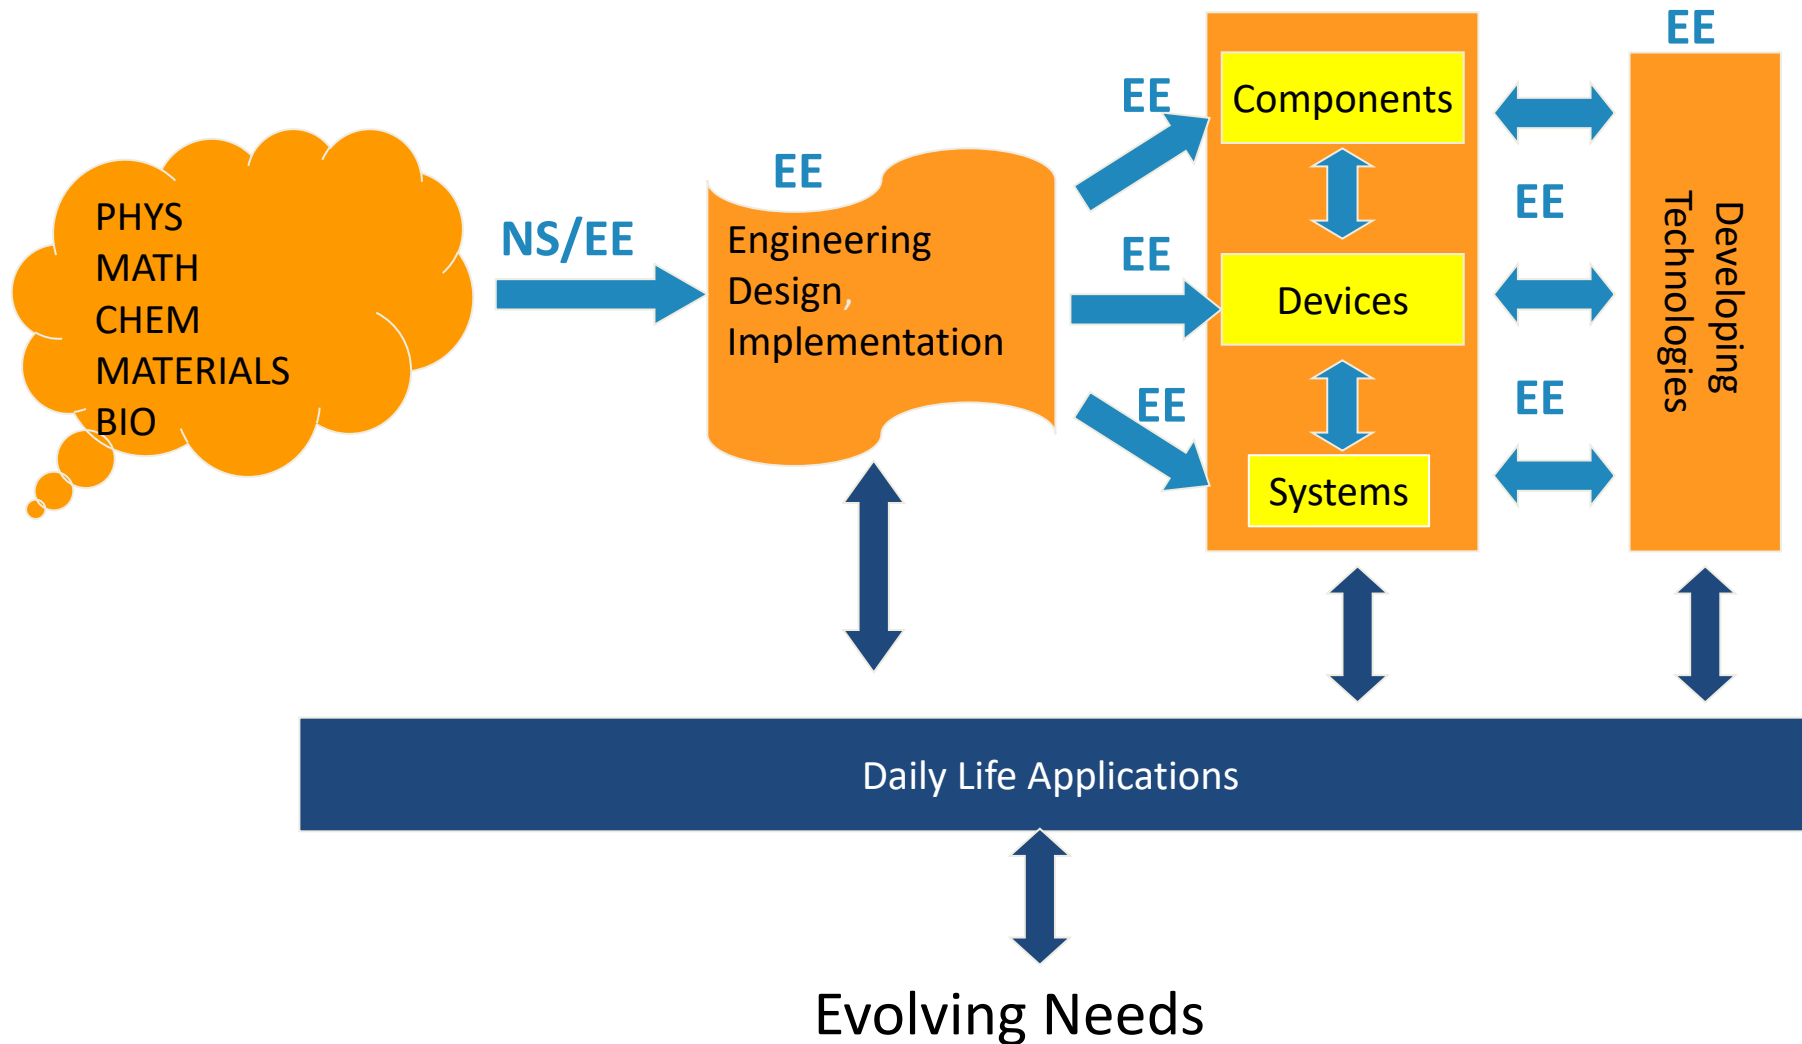 PHYS
MATH
CHEM
MATERIALS
BIO
NS/EE
EE
Engineering
Design,
Implementation
EE
EE
EE
Components
Devices
Systems
EE
EE
EE
Developing
Technologies
Daily Life Applications
Evolving Needs